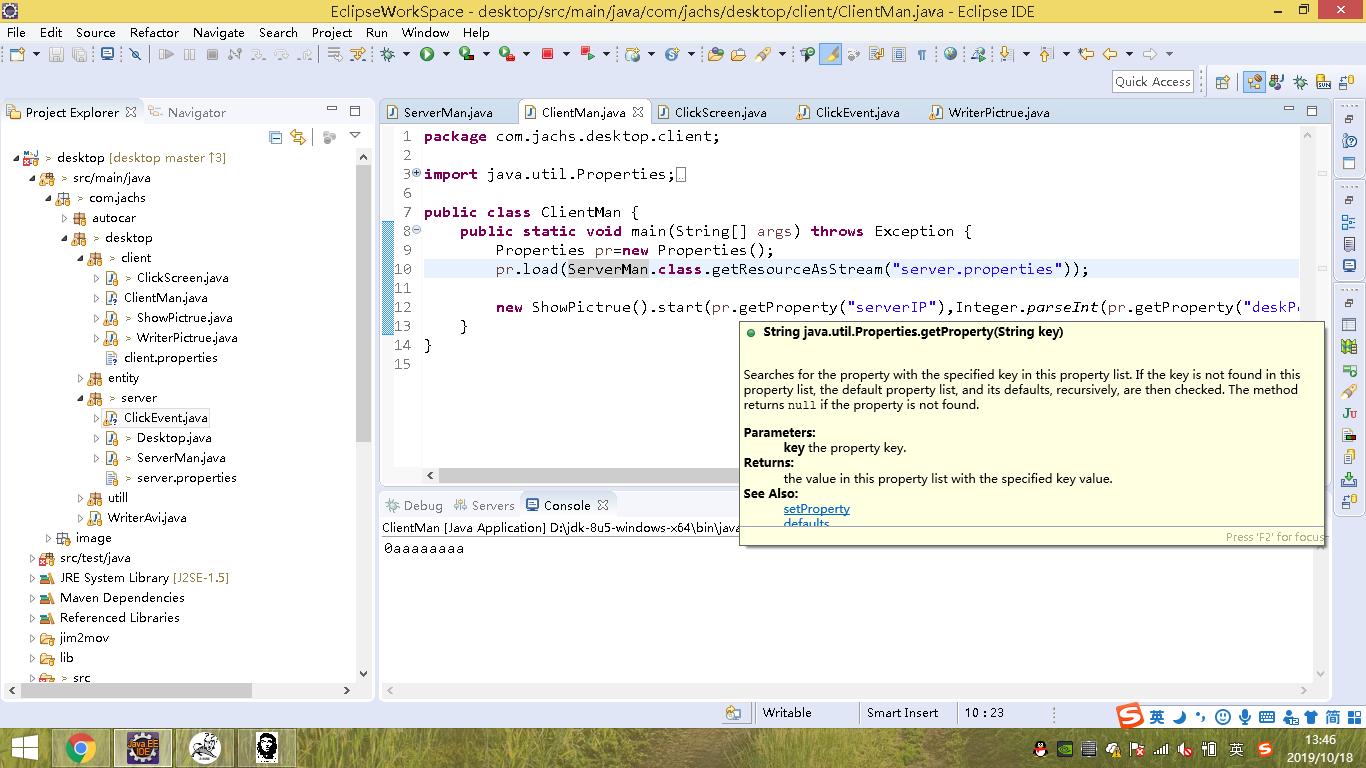 EclipseWorkSpace - desktop/src/main/java/com/jachs/desktop/client/ClientMan.java - Eclipse IDE
File Edit Source Refactor Navigate Search Project Run Window Help
Quick Access
Project Explorer
Navigator
ServerMan.java
ClientMan.java
ClickScreen.java
ClickEvent.java
WriterPictrue.java
> desktop [desktop master ↑3]
> src/main/java
> com.jachs
autocar
> desktop
> client
> ClickScreen.java
> ClientMan.java
> ShowPictrue.java
> WriterPictrue.java
client.properties
entity
> server
ClickEvent.java
> Desktop.java
> ServerMan.java
> server.properties
utill
> WriterAvi.java
image
src/test/java
JRE System Library [J2SE-1.5]
Maven Dependencies
Referenced Libraries
jim2mov
lib
> src
1 package com.jachs.desktop.client;
2
3 import java.util.Properties;
6
7 public class ClientMan {
8 public static void main(String[] args) throws Exception {
9 Properties pr=new Properties();
10 pr.load(ServerMan.class.getResourceAsStream("server.properties"));
12 new ShowPictrue().start(pr.getProperty("serverIP"),Integer.parseInt(pr.getProperty("deskP
13 }
14 }
15
String java.util.Properties.getProperty(String key)
Searches for the property with the specified key in this property list. If the key is not found in this
property list, the default property list, and its defaults, recursively, are then checked. The method
returns null if the property is not found.
Parameters:
key the property key.
Returns:
the value in this property list with the specified key value.
See Also:
setProperty
defaults
Press 'F2' for focus
Debug Servers Console
ClientMan [Java Application] D:\jdk-8u5-windows-x64\bin\java
0aaaaaaaa
Writable
Smart Insert
10 : 23
英
简
Java EE
IDE
英
13:46
2019/10/18